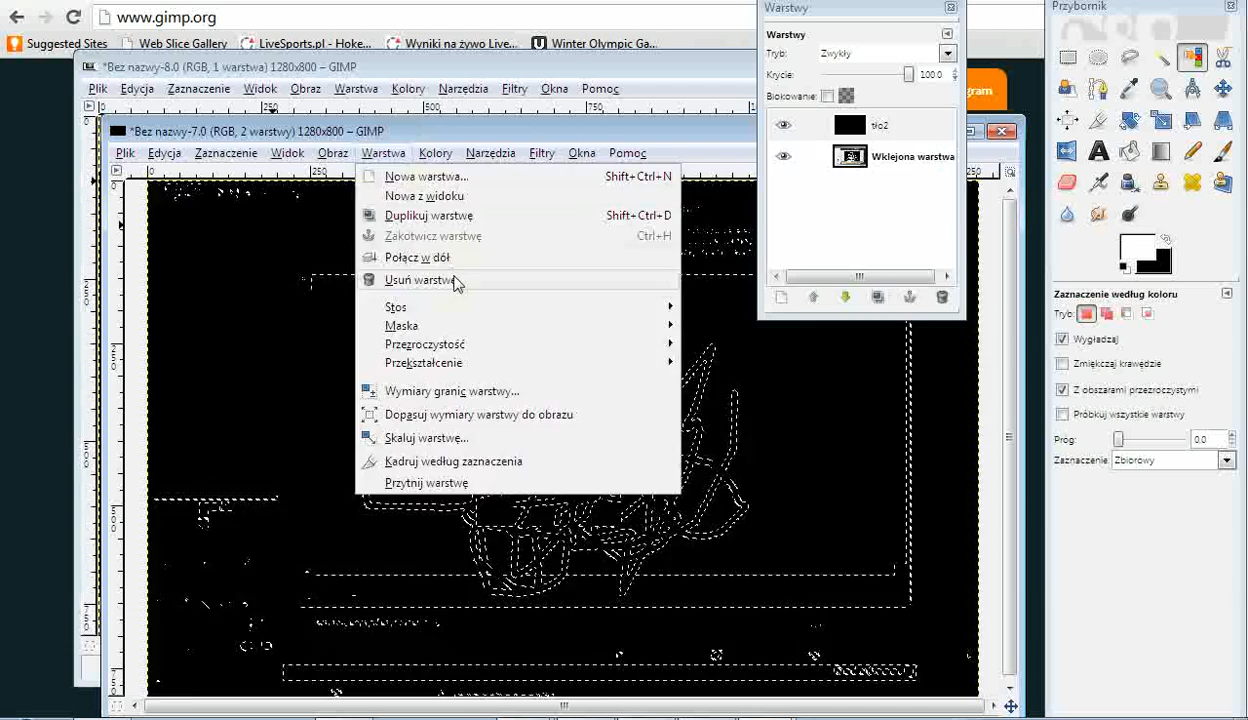 www.gimp.org
Suggested Sites
Web Slice Gallery
LiveSports.pl - Hoke...
Wyniki na żywo Live...
Winter Olympic Ga...
*Bez nazwy-8.0 (RGB, 1 warstwa) 1280x800 – GIMP
Plik Edycja Zaznaczenie Widok Obraz Warstwa Kolory Narzędzia Filtry Okna Pomoc
250 500 750
*Bez nazwy-7.0 (RGB, 2 warstwy) 1280x800 – GIMP
Plik Edycja Zaznaczenie Widok Obraz Warstwa Kolory Narzędzia Filtry Okna Pomoc
0 250
Nowa warstwa... Shift+Ctrl+N
Nowa z widoku
Duplikuj warstwę Shift+Ctrl+D
Zakotwicz warstwę Ctrl+H
Połącz w dół
Usuń warstwę
Stos
Maska
Przezroczystość
Przekształcenie
Wymiary granic warstwy...
Dopasuj wymiary warstwy do obrazu
Skaluj warstwę...
Kadruj według zaznaczenia
Przytnij warstwę
Warstwy
Warstwy
Tryb: Zwykły
Krycie: 100.0
Blokowanie:
tło2
Wklejona warstwa
gram
Przybornik
Zaznaczenie według koloru
Tryb:
Wygładzaj
Zmiękczaj krawędzie
Z obszarami przezroczystymi
Próbkuj wszystkie warstwy
Próg: 0.0
Zaznaczenie: Zbiorowy